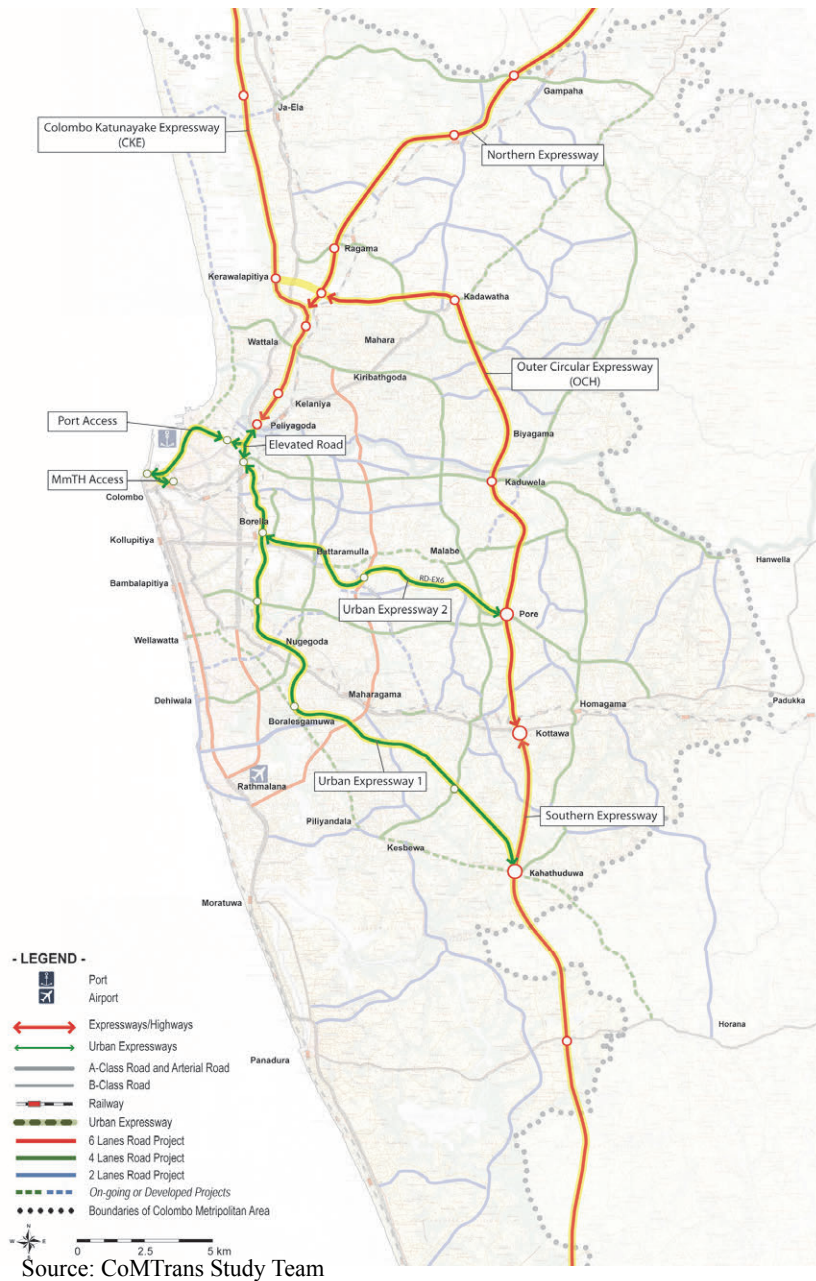 Gampaha
Ja-Ela
Colombo Katunayake Expressway
(CKE)
Northern Expressway
Ragama
Kerawalapitiya
Kadawatha
Wattala
Mahara
Outer Circular Expressway
(OCH)
Kiribathgoda
Kelaniya
Port Access
Peliyagoda
Biyagama
Elevated Road
MmTH Access
Kaduwela
Colombo
Borella
Kollupitiya
Battaramulla
Malabe
Hanwella
Bambalapitiya
RD-EX6
Urban Expressway 2
Pore
Wellawatta
Nugegoda
Dehiwala
Maharagama
Homagama
Padukka
Boralesgamuwa
Kottawa
Rathmalana
Urban Expressway 1
Southern Expressway
Piliyandala
Kesbewa
Kahathuduwa
Moratuwa
- LEGEND -
Port
Airport
Horana
Expressways/Highways
Urban Expressways
Panadura
A-Class Road and Arterial Road
B-Class Road
Railway
Urban Expressway
6 Lanes Road Project
4 Lanes Road Project
2 Lanes Road Project
On-going or Developed Projects
Boundaries of Colombo Metropolitan Area
N
W E
S
0 2.5 5 km
Source: CoMTrans Study Team